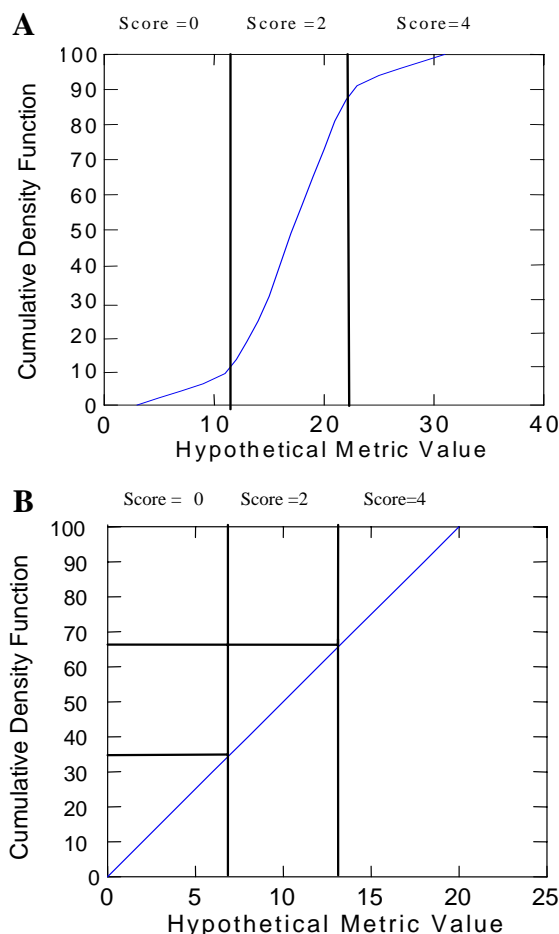 A
Score =0 Score =2 Score=4
100
90
80
70
60
50
40
30
20
10
0
Cumulative Density Function
0 10 20 30 40
Hypothetical Metric Value
B
Score = 0 Score =2 Score=4
100
90
80
70
60
50
40
30
20
10
0
Cumulative Density Function
0 5 10 15 20 25
Hypothetical Metric Value